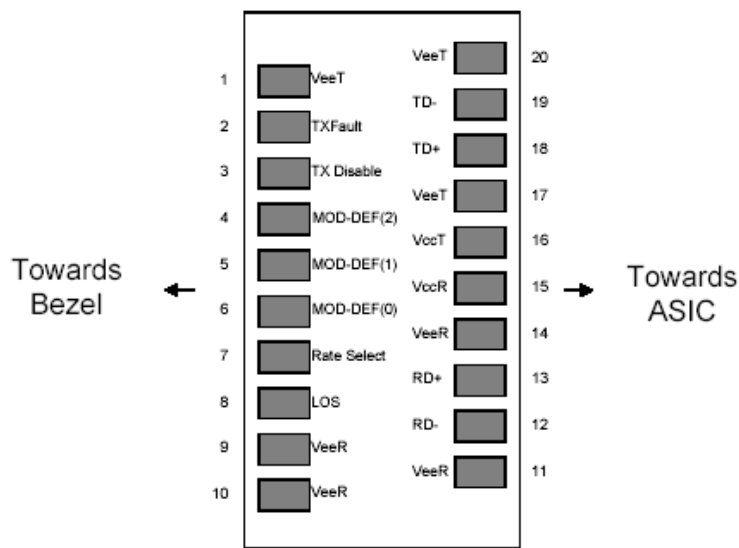 1 VeeT
2 TXFault
3 TX Disable
4 MOD-DEF(2)
5 MOD-DEF(1)
6 MOD-DEF(0)
7 Rate Select
8 LOS
9 VeeR
10 VeeR
VeeT 20
TD- 19
TD+ 18
VeeT 17
VccT 16
VccR 15
VeeR 14
RD+ 13
RD- 12
VeeR 11
Towards
Bezel
Towards
ASIC